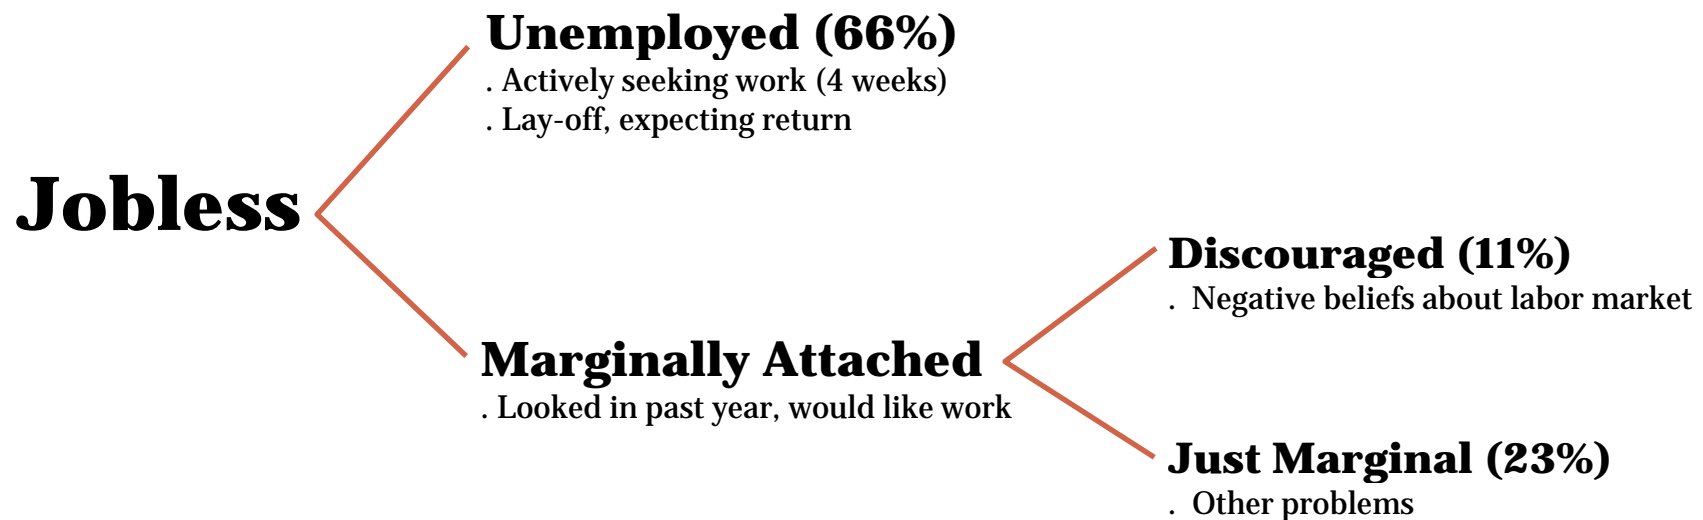 Unemployed (66%)
. Actively seeking work (4 weeks)
. Lay-off, expecting return
Jobless
Marginally Attached
. Looked in past year, would like work
Discouraged (11%)
. Negative beliefs about labor market
Just Marginal (23%)
. Other problems